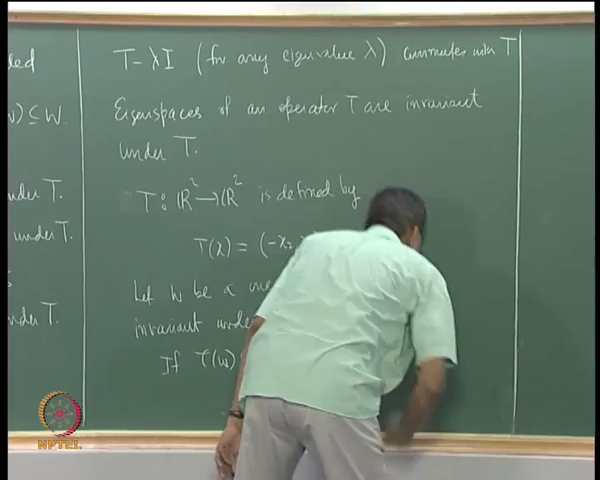 led
w) ⊆ W.
under T.
under T.
under T.
T - λI (for any eigenvalue λ) commutes with T
Eigenspaces of an operator T are invariant
under T.
T: ℝ² → ℝ² is defined by
T(x) = (-x₂,
Let W be a
invariant under
If T(W)
NPTEL